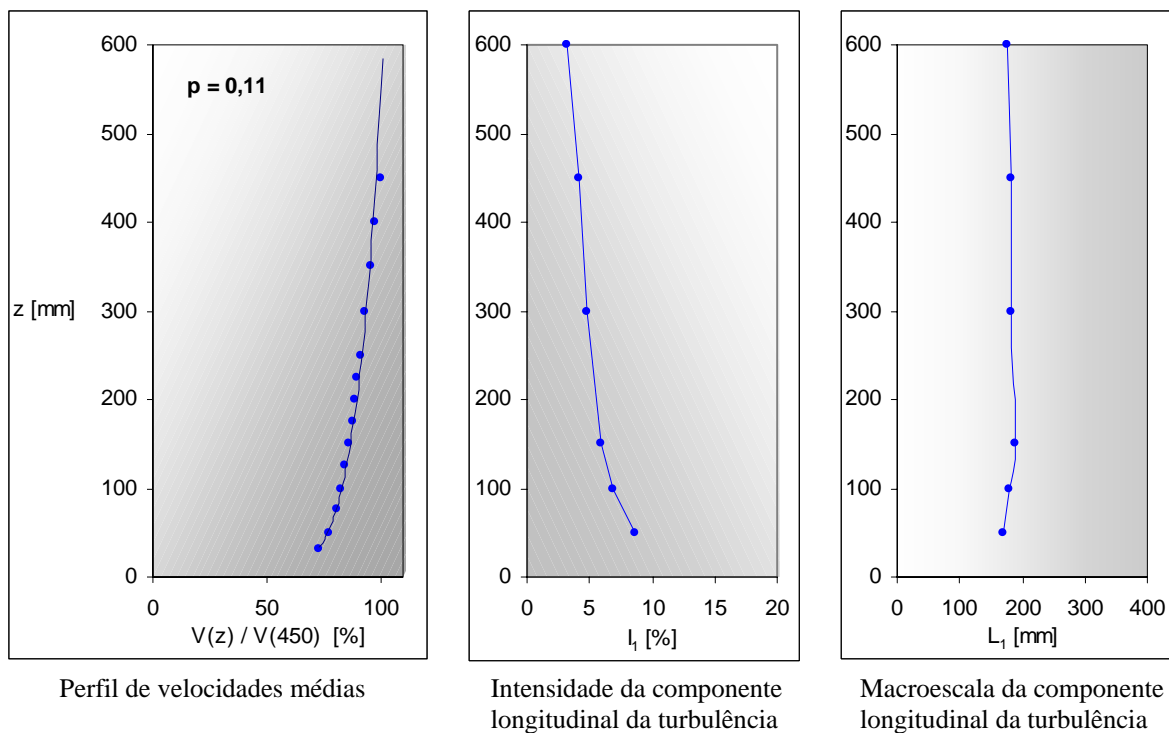 600
500
400
300
200
100
0
z [mm]
p = 0,11
0 50 100
V(z) / V(450) [%]
600
500
400
300
200
100
0
0 5 10 15 20
I₁ [%]
600
500
400
300
200
100
0
0 100 200 300 400
L₁ [mm]
Perfil de velocidades médias
Intensidade da componente
longitudinal da turbulência
Macroescala da componente
longitudinal da turbulência